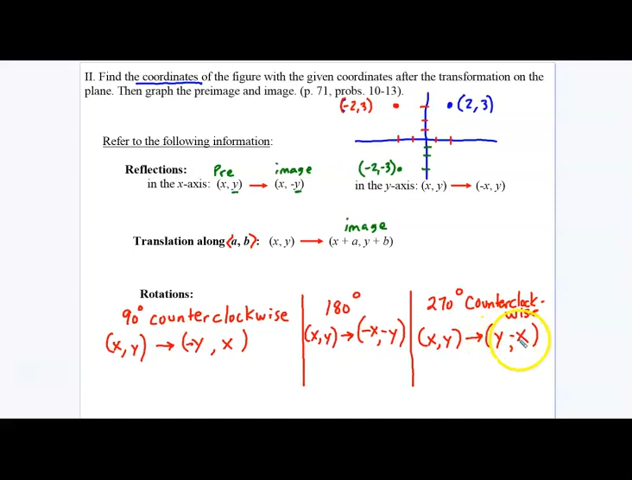 II. Find the coordinates of the figure with the given coordinates after the transformation on the
plane. Then graph the preimage and image. (p. 71, probs. 10-13).
(-2,3)
(2,3)
Refer to the following information:
Reflections:
Pre
image
(-2,-3)
in the x-axis: (x, y) → (x, -y)
in the y-axis: (x, y) → (-x, y)
image
Translation along ⟨a, b⟩: (x, y) → (x + a, y + b)
Rotations:
90° counterclockwise
(x,y) → (-y, x)
180°
(x,y) → (-x,-y)
270° Counterclock-
wise
(x,y) → (y,-x)